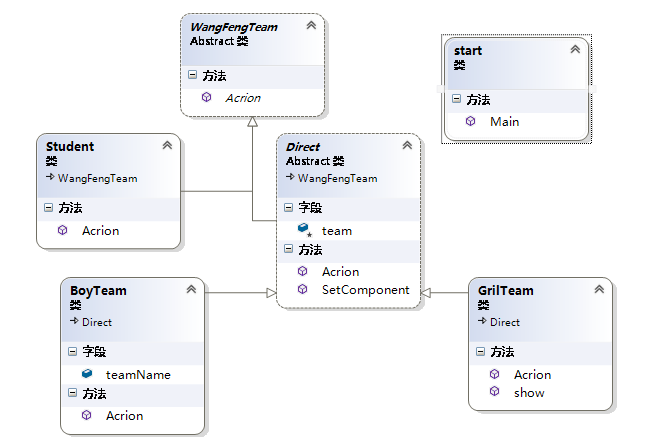 WangFengTeam
Abstract 类
方法
Acrion
start
类
方法
Main
Student
类
WangFengTeam
方法
Acrion
Direct
Abstract 类
WangFengTeam
字段
team
方法
Acrion
SetComponent
BoyTeam
类
Direct
字段
teamName
方法
Acrion
GrilTeam
类
Direct
方法
Acrion
show